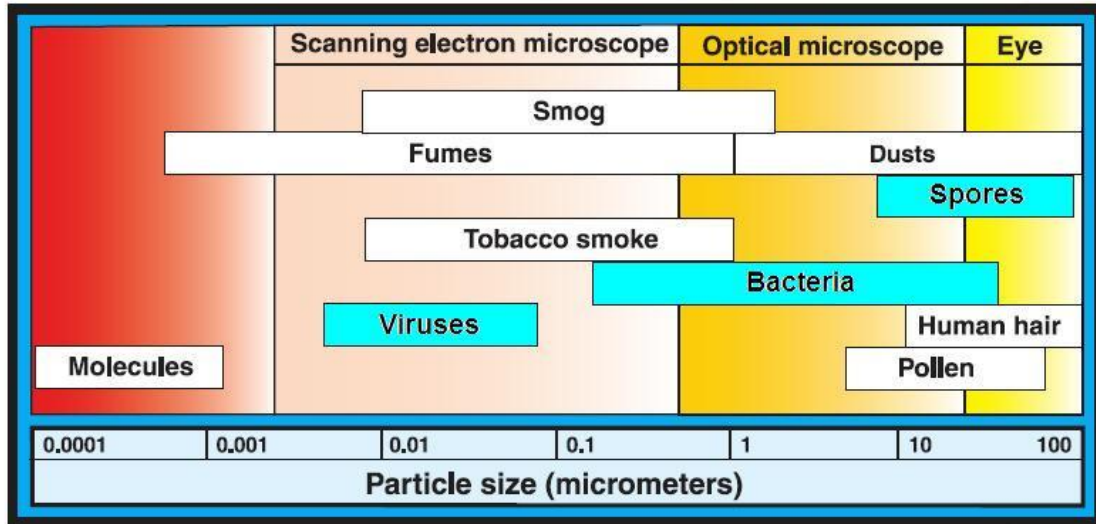 Scanning electron microscope Optical microscope Eye
Smog
Fumes Dusts
Spores
Tobacco smoke
Bacteria
Viruses Human hair
Molecules Pollen
0.0001 0.001 0.01 0.1 1 10 100
Particle size (micrometers)